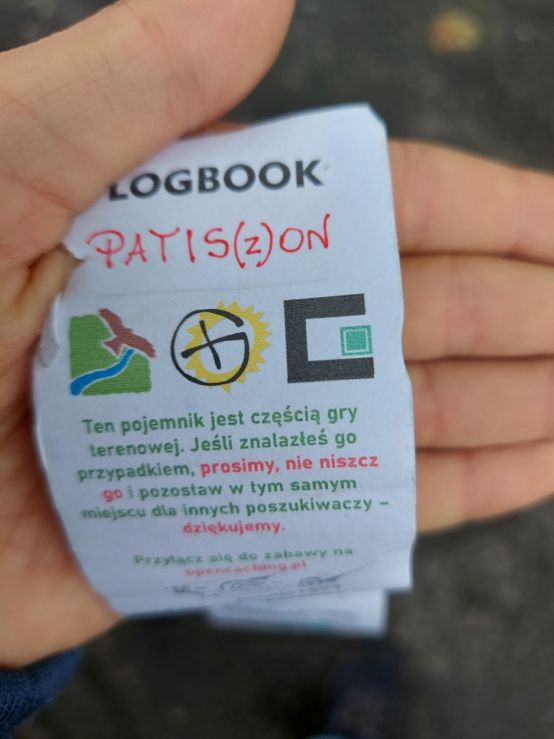 LOGBOOK
PATIS(z)ON
Ten pojemnik jest częścią gry
terenowej. Jeśli znalazłeś go
przypadkiem, prosimy, nie niszcz
go i pozostaw w tym samym
miejscu dla innych poszukiwaczy –
dziękujemy.
Przyłącz się do zabawy na
opencaching.pl